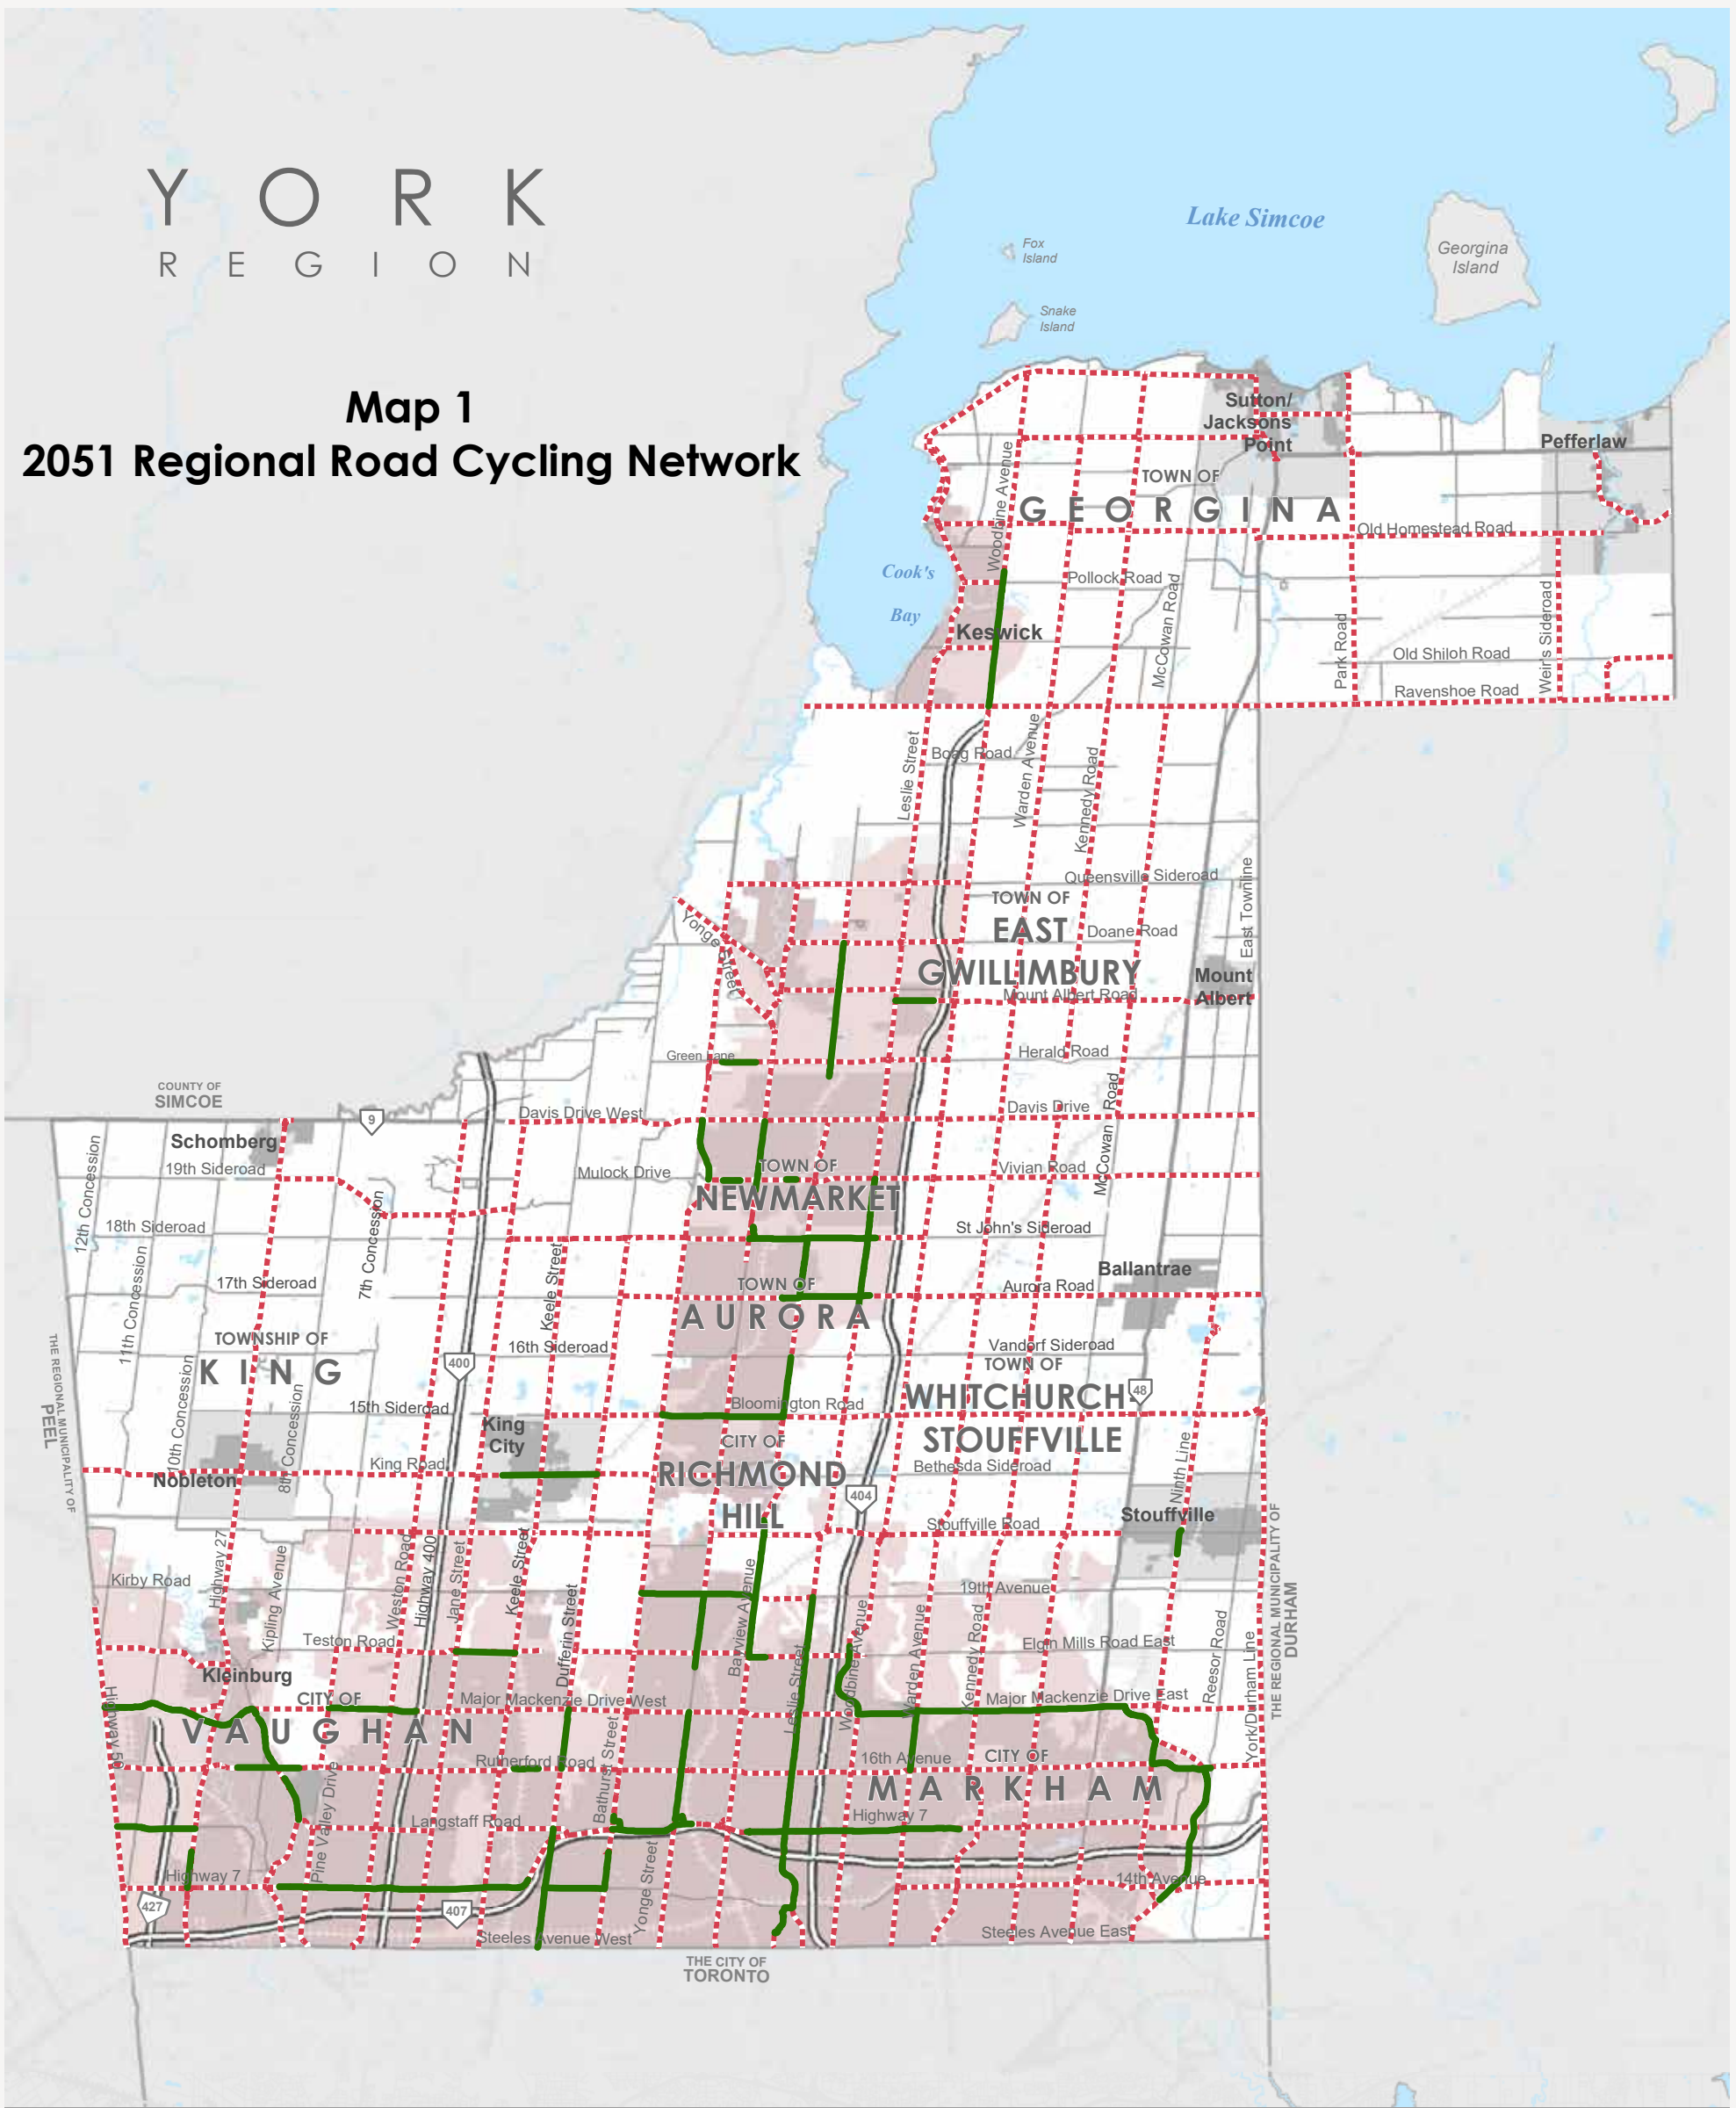 YORK
REGION
Map 1
2051 Regional Road Cycling Network
Lake Simcoe
Fox
Island
Snake
Island
Georgina
Island
Cook's
Bay
Sutton/
Jacksons
Point
Pefferlaw
TOWN OF
GEORGINA
Woodbine Avenue
Old Homestead Road
Pollock Road
McCowan Road
Keswick
Park Road
Weir's Sideroad
Old Shiloh Road
Ravenshoe Road
Leslie Street
Boag Road
Warden Avenue
Kennedy Road
Queensville Sideroad
East Townline
TOWN OF
EAST
GWILLIMBURY
Doane Road
Yonge Street
Mount
Albert
Mount Albert Road
Green Lane
Herald Road
COUNTY OF
SIMCOE
9
Davis Drive West
Davis Drive
McCowan Road
Schomberg
19th Sideroad
12th Concession
Mulock Drive
TOWN OF
NEWMARKET
Vivian Road
7th Concession
18th Sideroad
St John's Sideroad
11th Concession
17th Sideroad
Keele Street
Ballantrae
TOWN OF
AURORA
Aurora Road
TOWNSHIP OF
KING
16th Sideroad
400
Vandorf Sideroad
TOWN OF
WHITCHURCH-
STOUFFVILLE
48
THE REGIONAL MUNICIPALITY OF
PEEL
10th Concession
8th Concession
15th Sideroad
King
City
Bloomington Road
CITY OF
RICHMOND
HILL
404
King Road
Nobleton
Bethesda Sideroad
Ninth Line
Stouffville
Stouffville Road
THE REGIONAL MUNICIPALITY OF
DURHAM
Kirby Road
Highway 27
Kipling Avenue
Weston Road
Highway 400
Jane Street
Keele Street
Dufferin Street
Bayview Avenue
19th Avenue
Teston Road
Elgin Mills Road East
Reesor Road
York/Durham Line
Kleinburg
Leslie Street
Woodbine Avenue
Warden Avenue
Kennedy Road
Highway 50
CITY OF
VAUGHAN
Major Mackenzie Drive West
Major Mackenzie Drive East
Rutherford Road
Bathurst Street
16th Avenue
CITY OF
MARKHAM
Pine Valley Drive
Langstaff Road
Highway 7
Yonge Street
Highway 7
14th Avenue
427
407
Steeles Avenue West
Steeles Avenue East
THE CITY OF
TORONTO